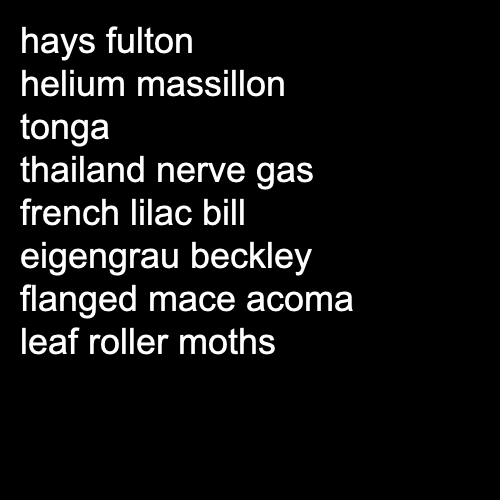 hays fulton
helium massillon
tonga
thailand nerve gas
french lilac bill
eigengrau beckley
flanged mace acoma
leaf roller moths